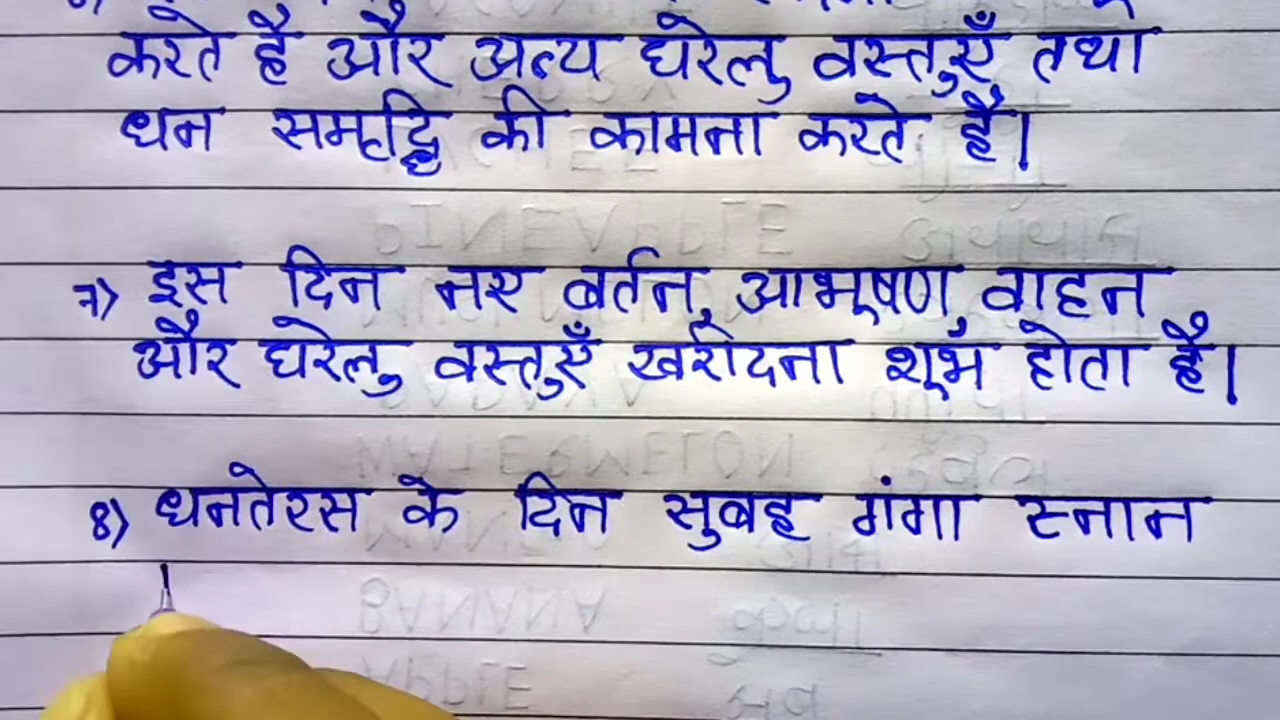 करते है और अन्य घरेलु वस्तुएँ तथा
धन समृद्धि की कामना करते है।
7) इस दिन नए बर्तन, आभूषण, वाहन
और घरेलु वस्तुएँ खरीदना शुभ होता है।
8) धनतेरस के दिन सुबह गंगा स्नान